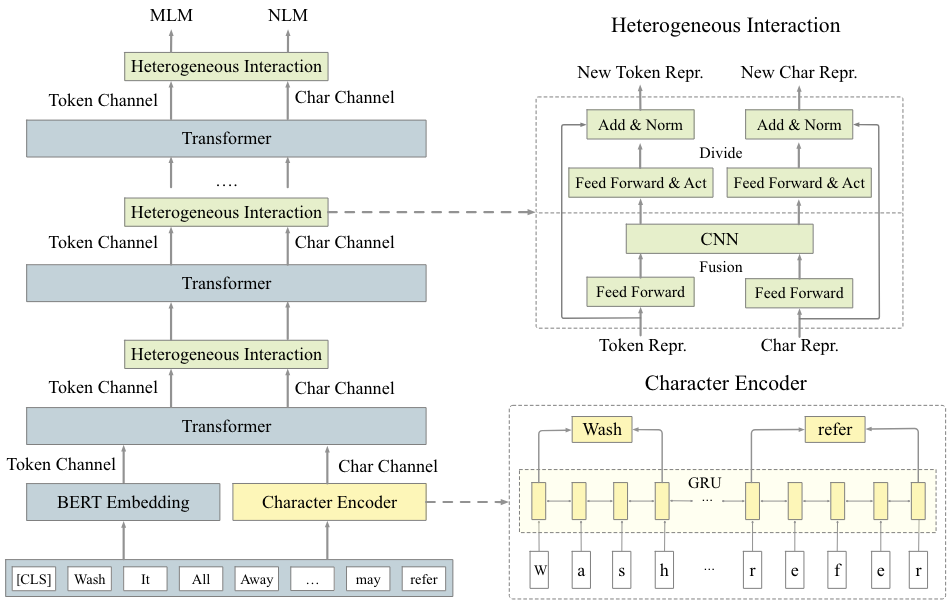 MLM NLM
Heterogeneous Interaction
Token Channel Char Channel
Transformer
....
Heterogeneous Interaction
Token Channel Char Channel
Transformer
Heterogeneous Interaction
Token Channel Char Channel
Transformer
Token Channel Char Channel
BERT Embedding Character Encoder
[CLS] Wash It All Away ... may refer
Heterogeneous Interaction
New Token Repr. New Char Repr.
Add & Norm Add & Norm
Divide
Feed Forward & Act Feed Forward & Act
CNN
Fusion
Feed Forward Feed Forward
Token Repr. Char Repr.
Character Encoder
Wash refer
GRU
...
w a s h ... r e f e r